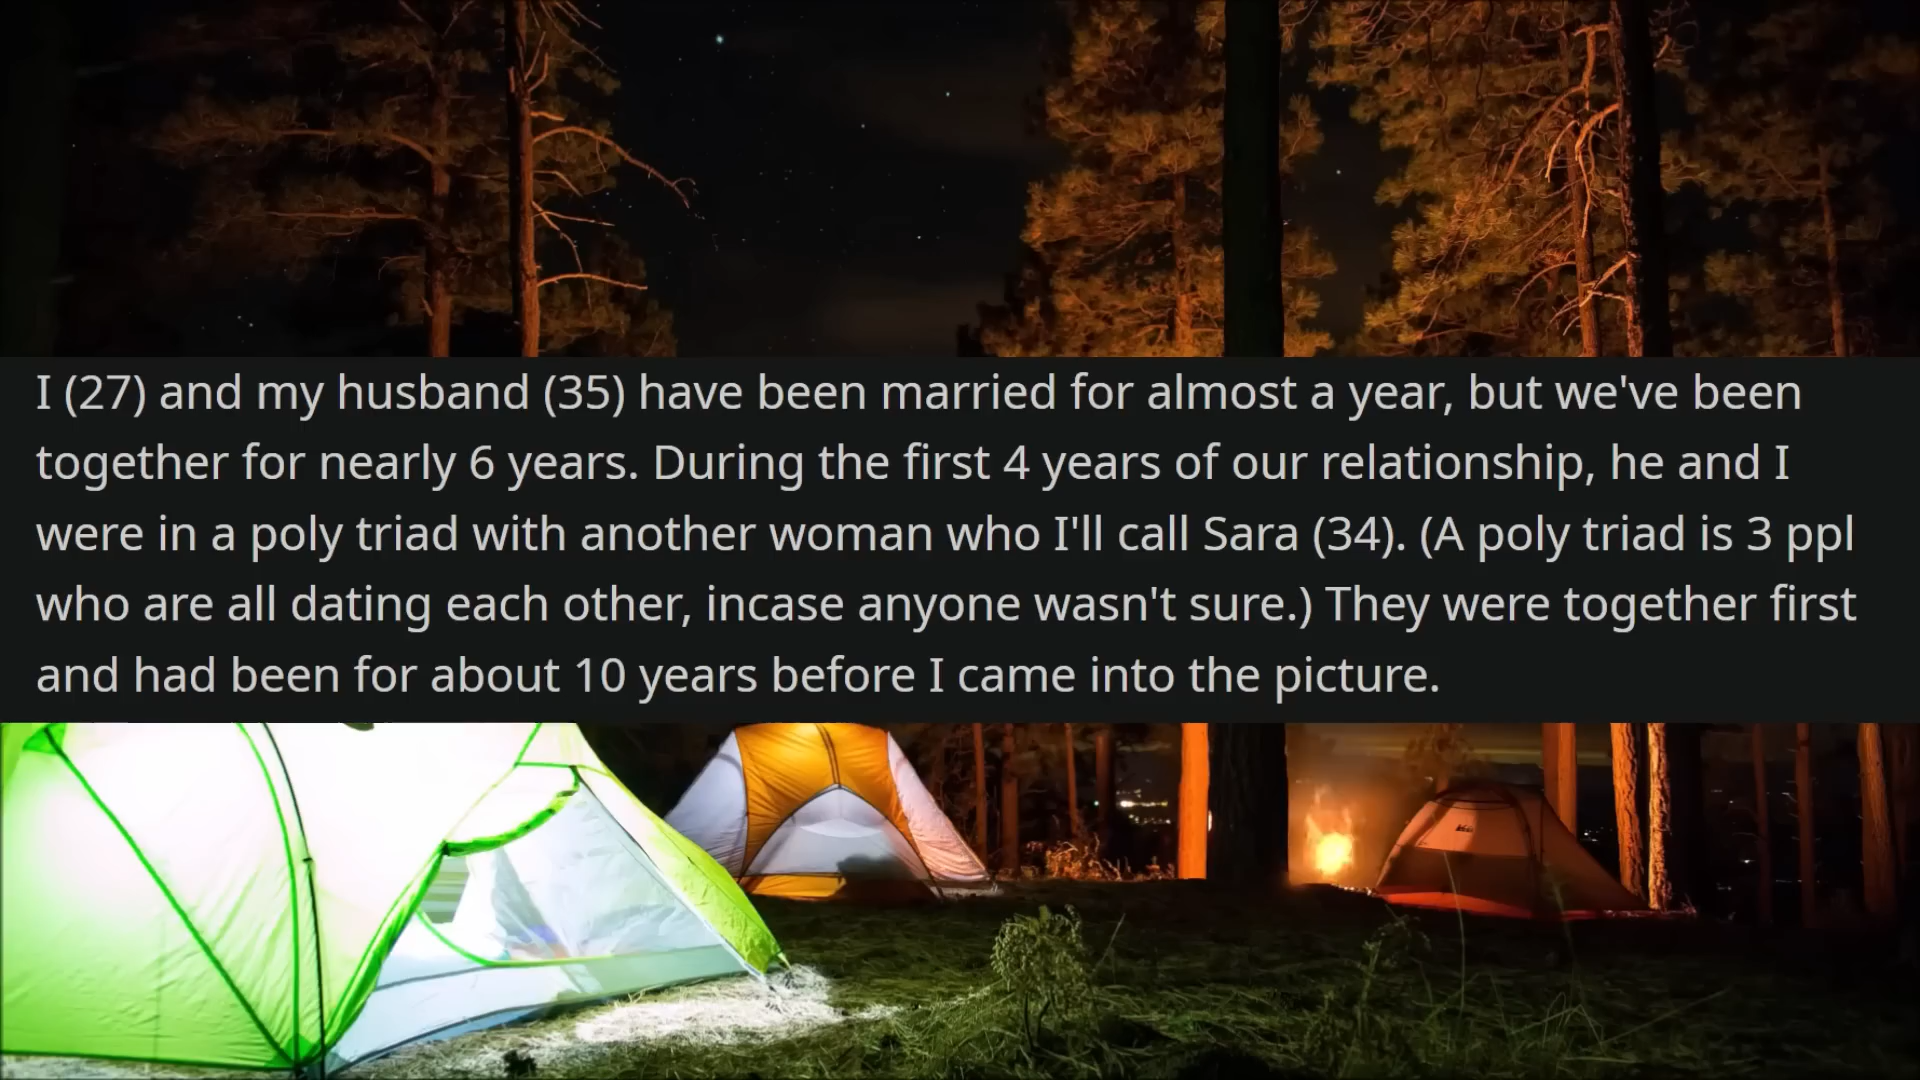 I (27) and my husband (35) have been married for almost a year, but we've been
together for nearly 6 years. During the first 4 years of our relationship, he and I
were in a poly triad with another woman who I'll call Sara (34). (A poly triad is 3 ppl
who are all dating each other, incase anyone wasn't sure.) They were together first
and had been for about 10 years before I came into the picture.